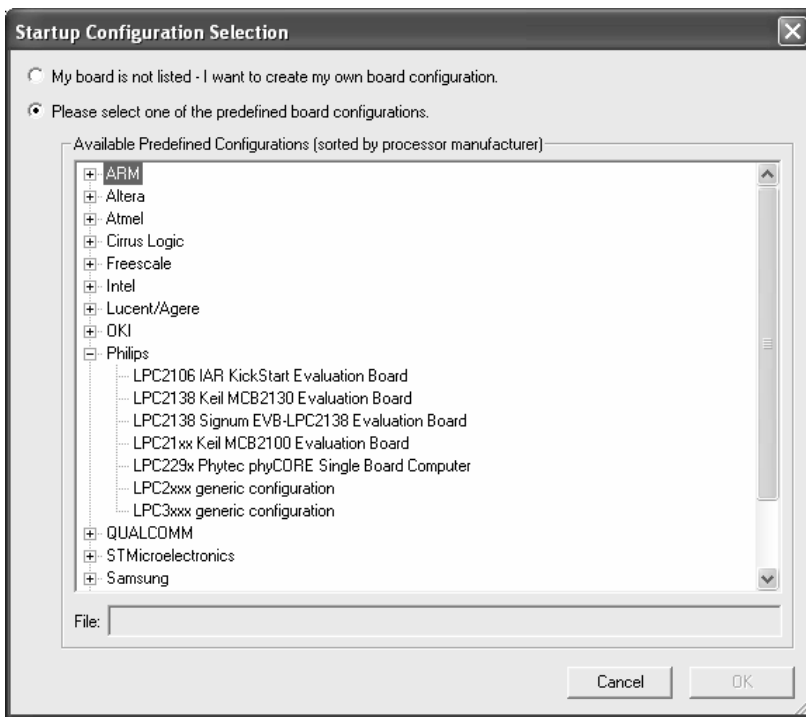 Startup Configuration Selection
My board is not listed - I want to create my own board configuration.
Please select one of the predefined board configurations.
Available Predefined Configurations (sorted by processor manufacturer)
ARM
Altera
Atmel
Cirrus Logic
Freescale
Intel
Lucent/Agere
OKI
Philips
LPC2106 IAR KickStart Evaluation Board
LPC2138 Keil MCB2130 Evaluation Board
LPC2138 Signum EVB-LPC2138 Evaluation Board
LPC21xx Keil MCB2100 Evaluation Board
LPC229x Phytec phyCORE Single Board Computer
LPC2xxx generic configuration
LPC3xxx generic configuration
QUALCOMM
STMicroelectronics
Samsung
File:
Cancel OK